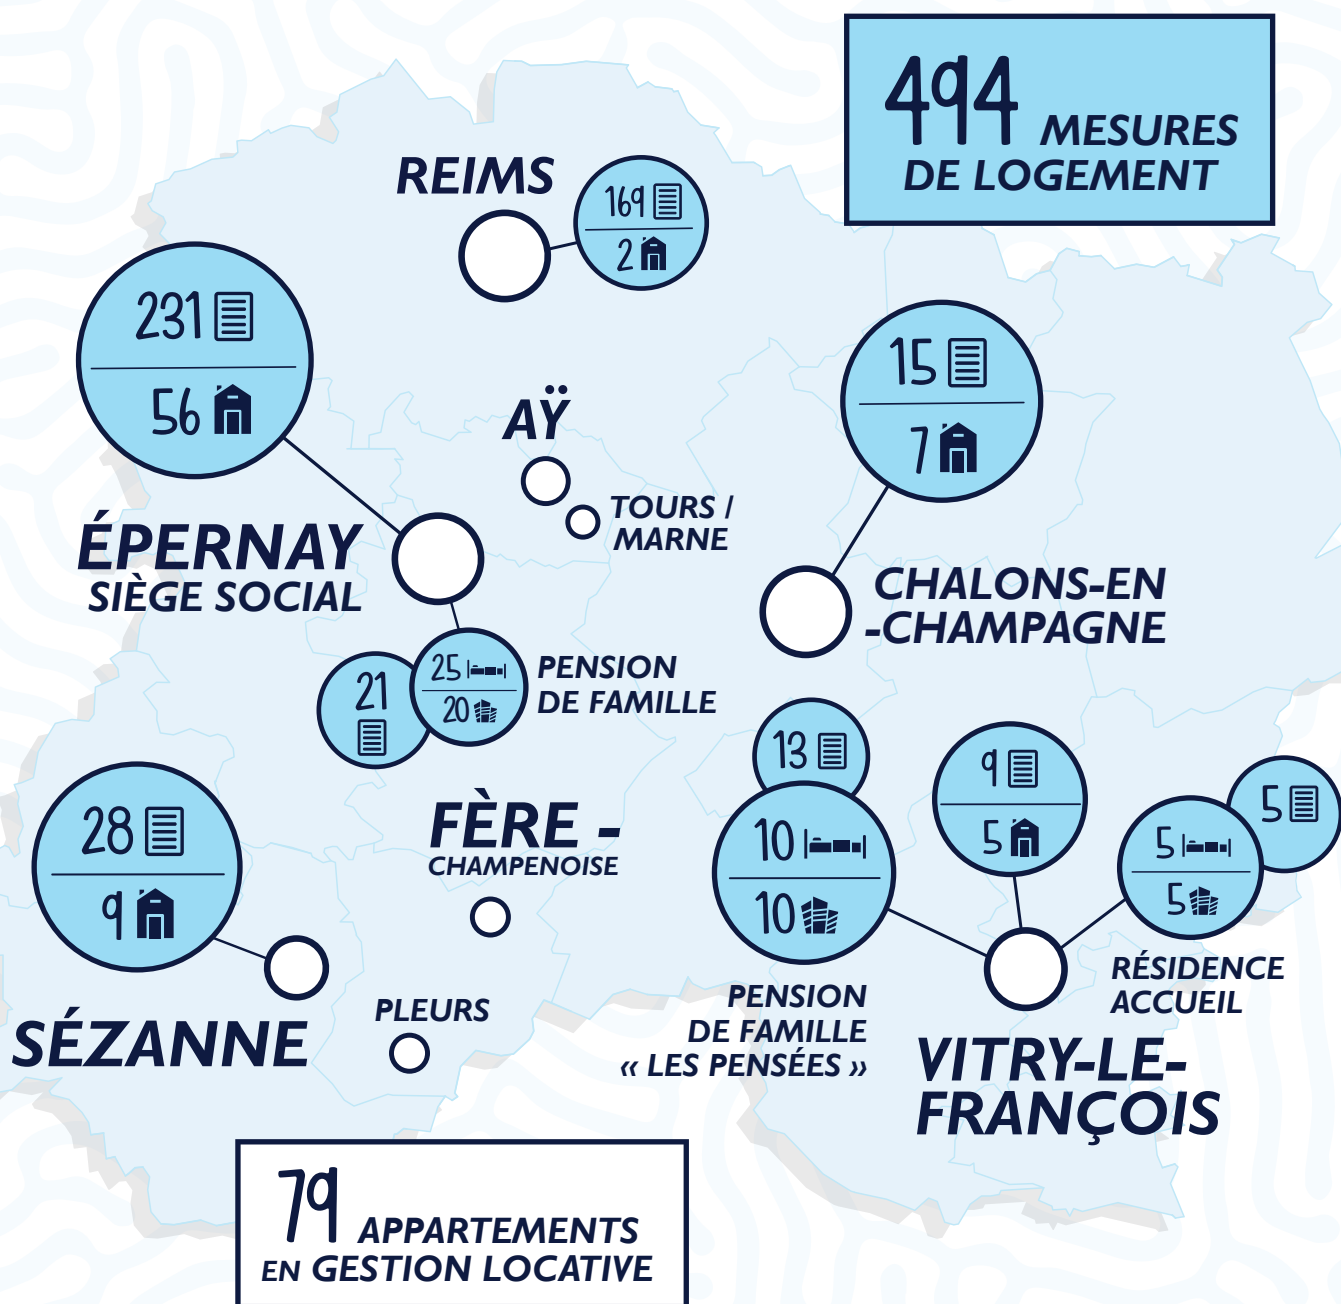 494 MESURES
DE LOGEMENT
REIMS
169
2
231
56
15
7
AŸ
TOURS /
MARNE
ÉPERNAY
SIÈGE SOCIAL
CHALONS-EN
-CHAMPAGNE
21
25
20
PENSION
DE FAMILLE
13
10
10
9
5
5
5
5
28
9
FÈRE -
CHAMPENOISE
PENSION
DE FAMILLE
« LES PENSÉES »
RÉSIDENCE
ACCUEIL
SÉZANNE
PLEURS
VITRY-LE-
FRANÇOIS
79 APPARTEMENTS
EN GESTION LOCATIVE